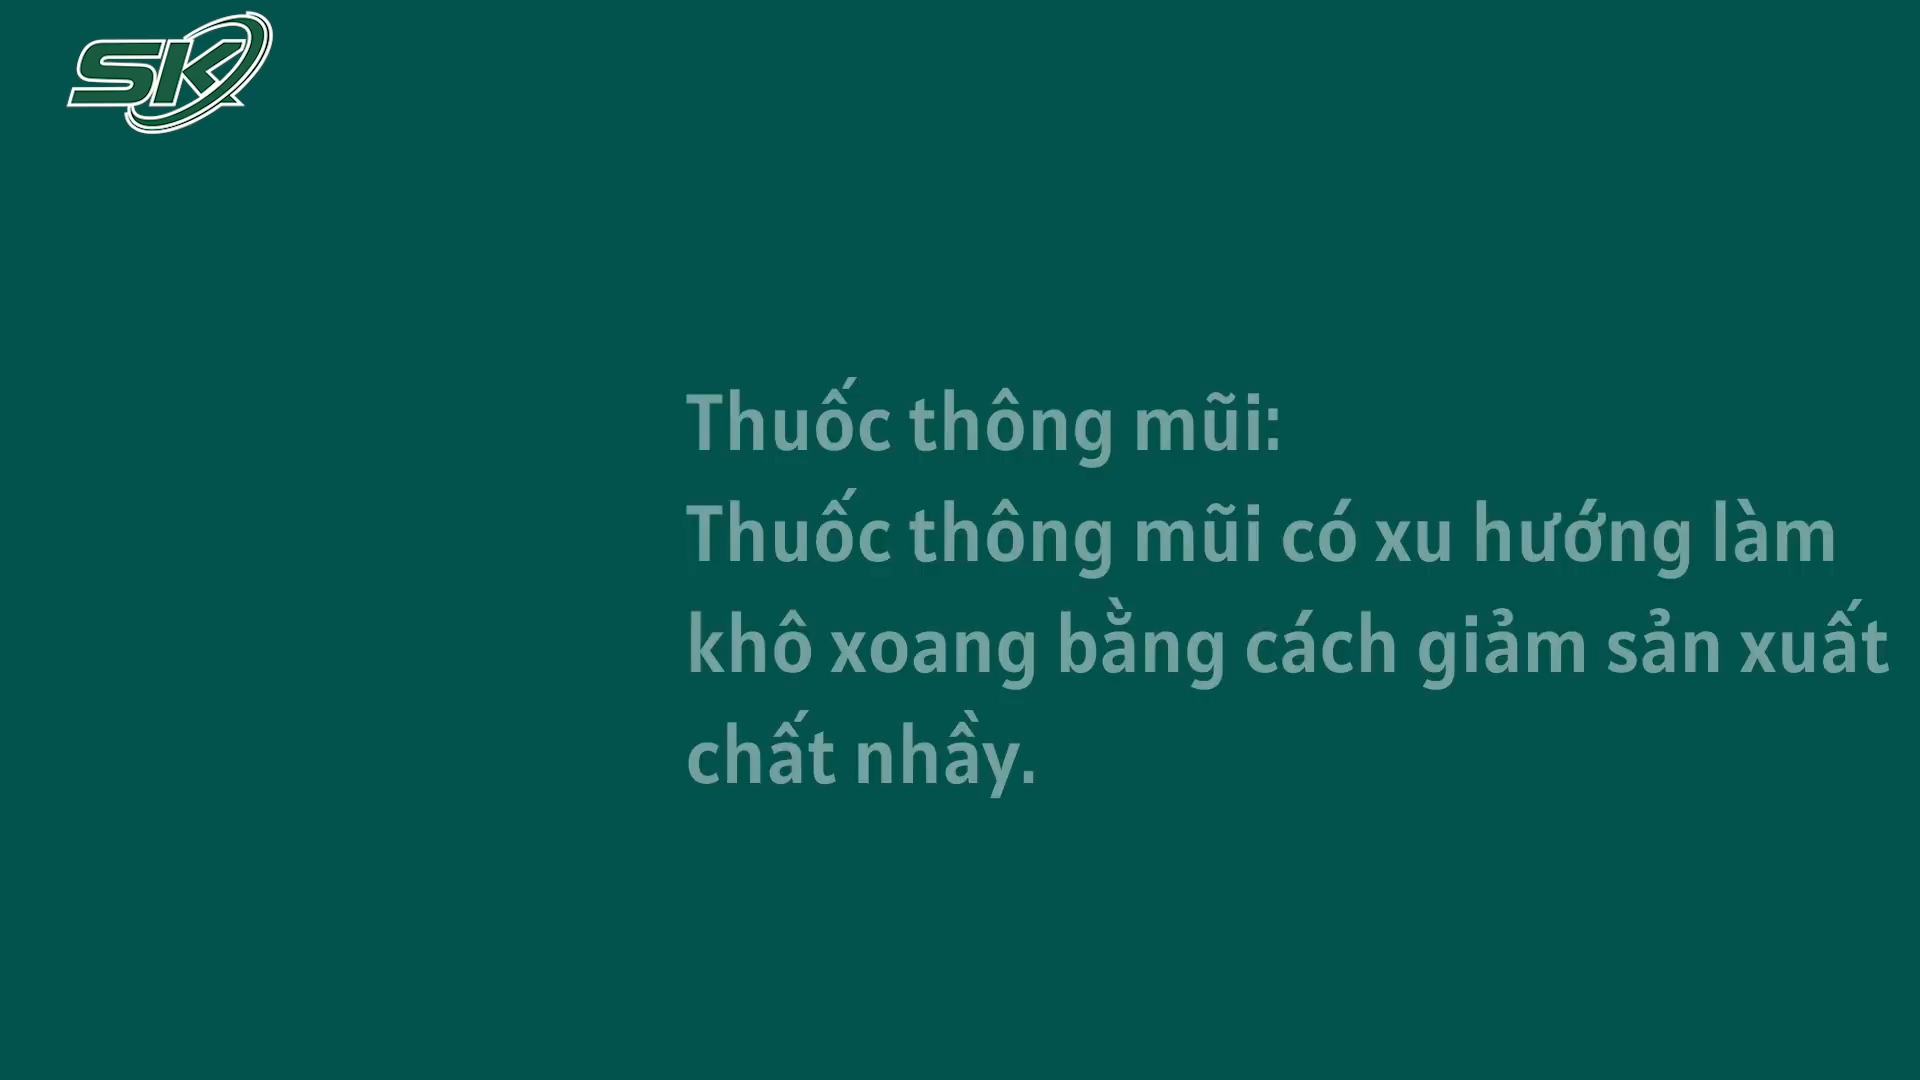 SK
Thuốc thông mũi:
Thuốc thông mũi có xu hướng làm
khô xoang bằng cách giảm sản xuất
chất nhầy.